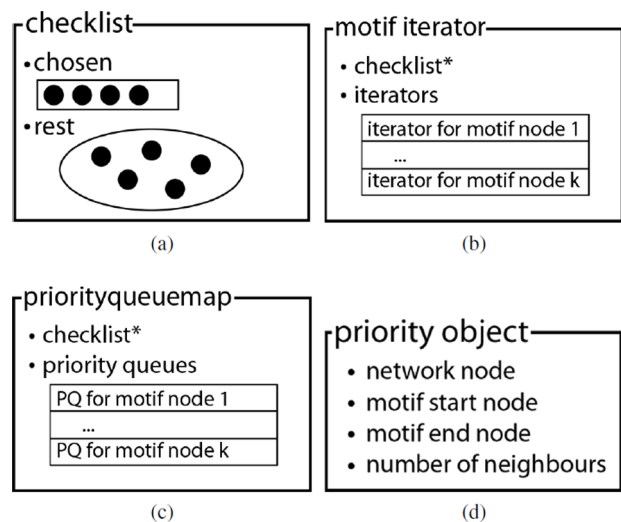 checklist
• chosen
• rest
(a)
motif iterator
• checklist*
• iterators
iterator for motif node 1
...
iterator for motif node k
(b)
priorityqueuemap
• checklist*
• priority queues
PQ for motif node 1
...
PQ for motif node k
(c)
priority object
• network node
• motif start node
• motif end node
• number of neighbours
(d)